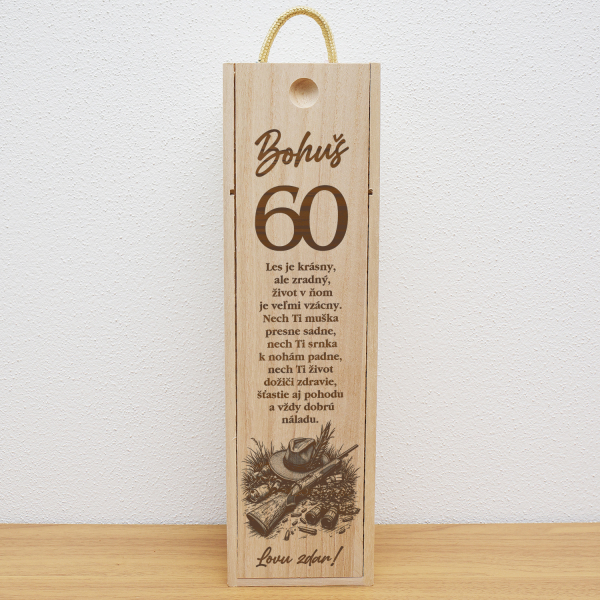 Bohuš
60
Les je krásny,
ale zradný,
život v ňom
je veľmi vzácny.
Nech Ti muška
presne sadne,
nech Ti srnka
k nohám padne,
nech Ti život
dožičí zdravie,
šťastie aj pohodu
a vždy dobrú
náladu.
Lovu zdar!